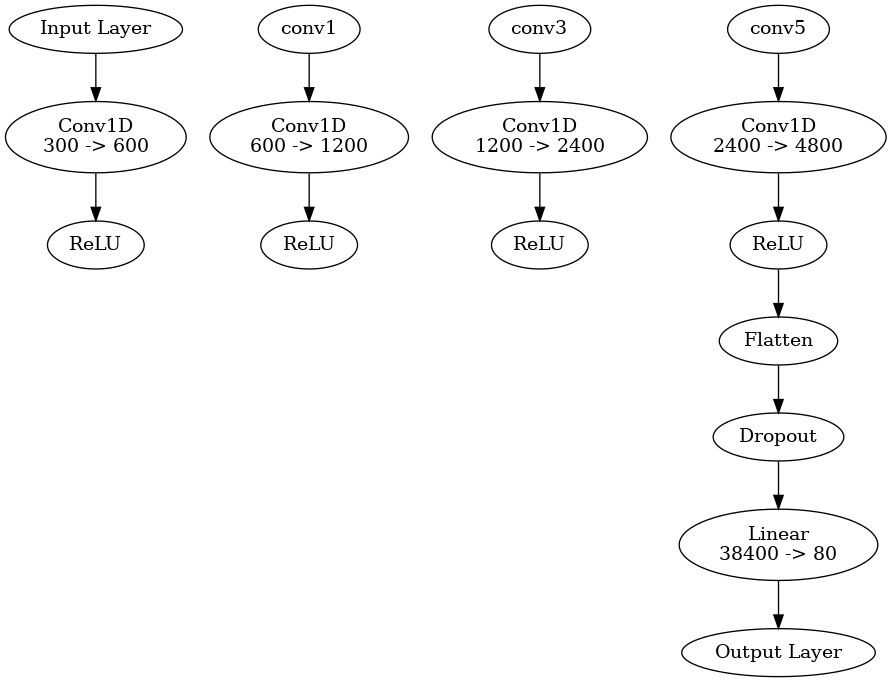 Input Layer
Conv1D
300 -> 600
ReLU
conv1
Conv1D
600 -> 1200
ReLU
conv3
Conv1D
1200 -> 2400
ReLU
conv5
Conv1D
2400 -> 4800
ReLU
Flatten
Dropout
Linear
38400 -> 80
Output Layer